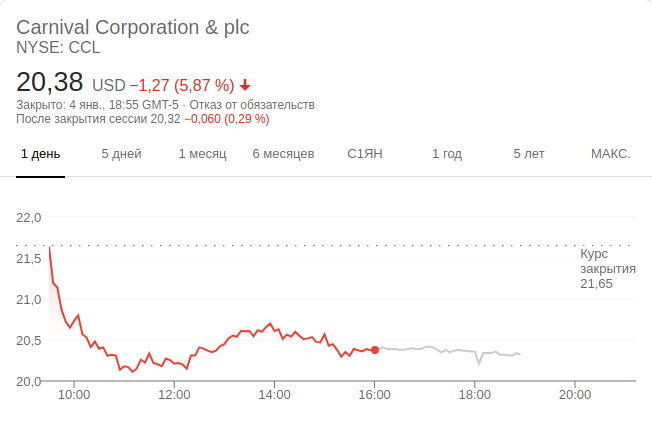 Carnival Corporation & plc
NYSE: CCL
20,38 USD −1,27 (5,87 %)
Закрыто: 4 янв., 18:55 GMT-5 · Отказ от обязательств
После закрытия сессии 20,32 −0,060 (0,29 %)
1 день 5 дней 1 месяц 6 месяцев С1ЯН 1 год 5 лет МАКС.
22,0
Курс
закрытия
21,65
21,5
21,0
20,5
20,0
10:00 12:00 14:00 16:00 18:00 20:00